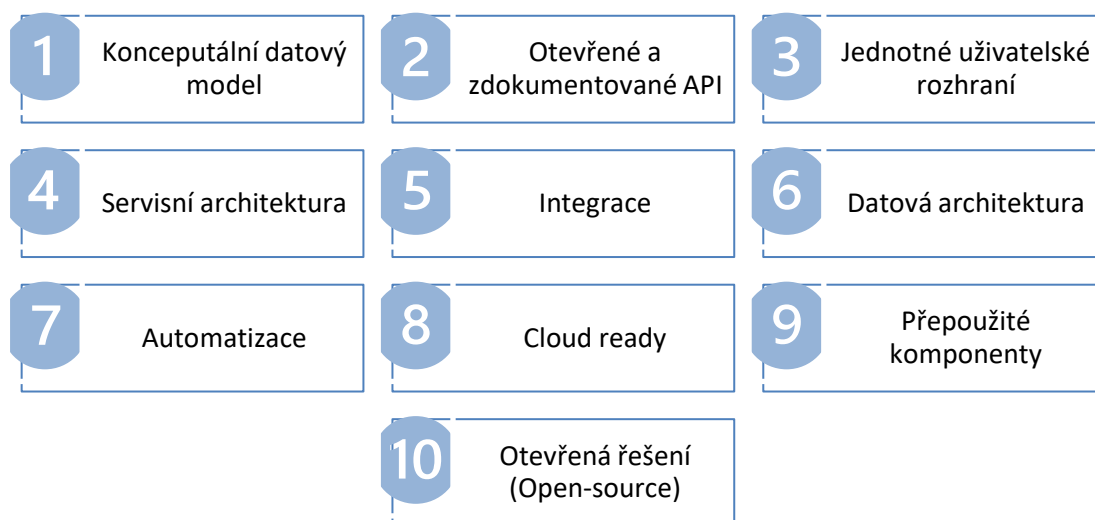 1
Konceputální datový
model
2
Otevřené a
zdokumentované API
3
Jednotné uživatelské
rozhraní
4
Servisní architektura
5
Integrace
6
Datová architektura
7
Automatizace
8
Cloud ready
9
Přepoužité
komponenty
10
Otevřená řešení
(Open-source)